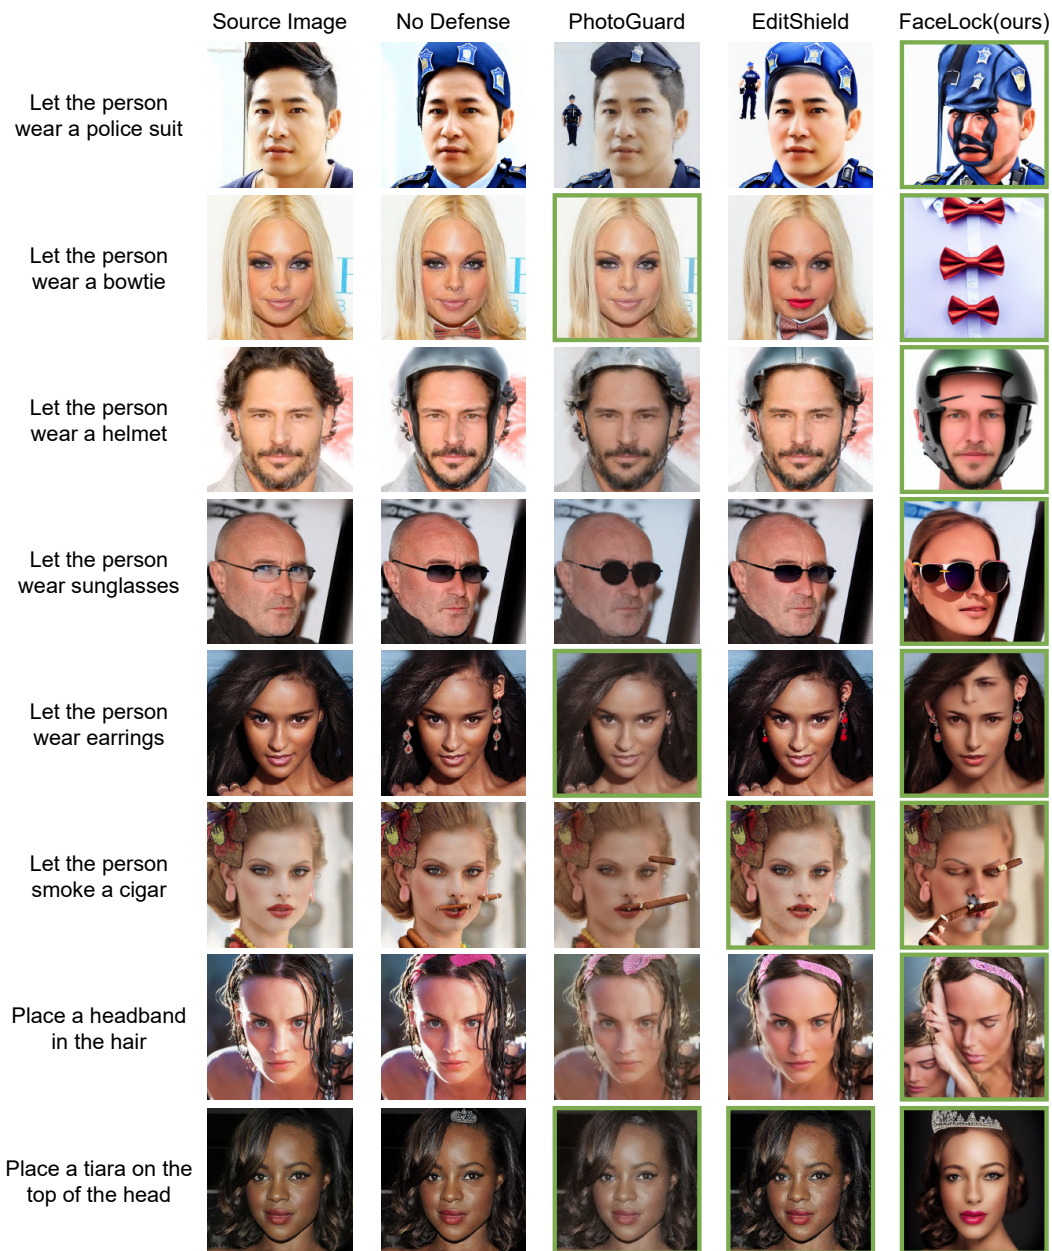 Source Image No Defense PhotoGuard EditShield FaceLock(ours)
Let the person
wear a police suit
Let the person
wear a bowtie
Let the person
wear a helmet
Let the person
wear sunglasses
Let the person
wear earrings
Let the person
smoke a cigar
Place a headband
in the hair
Place a tiara on the
top of the head